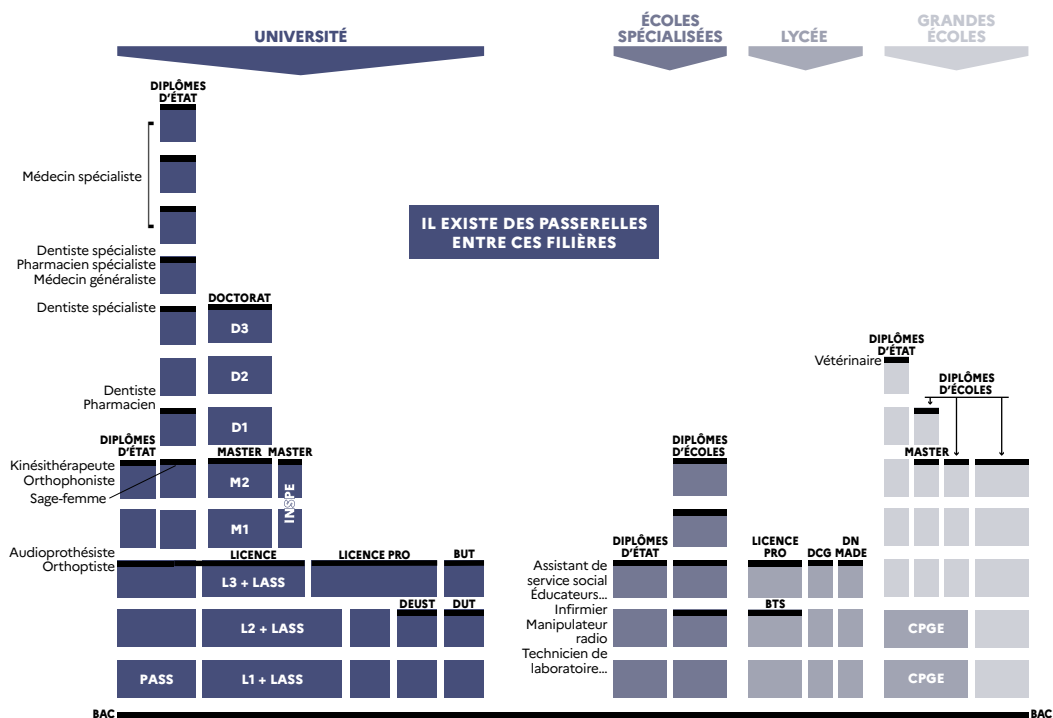 UNIVERSITÉ
ÉCOLES
SPÉCIALISÉES
LYCÉE
GRANDES
ÉCOLES
DIPLÔMES
D'ÉTAT
Médecin spécialiste
IL EXISTE DES PASSERELLES
ENTRE CES FILIÈRES
Dentiste spécialiste
Pharmacien spécialiste
Médecin généraliste
Dentiste spécialiste
DOCTORAT
D3
D2
D1
Dentiste
Pharmacien
DIPLÔMES
D'ÉTAT
Kinésithérapeute
Orthophoniste
Sage-femme
MASTER
MASTER
M2
M1
INSPE
Audioprothésiste
Orthoptiste
LICENCE
LICENCE PRO
BUT
L3 + LASS
DEUST
DUT
L2 + LASS
PASS
L1 + LASS
DIPLÔMES
D'ÉCOLES
DIPLÔMES
D'ÉTAT
Assistant de
service social
Éducateurs...
Infirmier
Manipulateur
radio
Technicien de
laboratoire...
LICENCE
PRO
DCG
DN
MADE
BTS
DIPLÔMES
D'ÉTAT
Vétérinaire
DIPLÔMES
D'ÉCOLES
MASTER
CPGE
CPGE
BAC
BAC